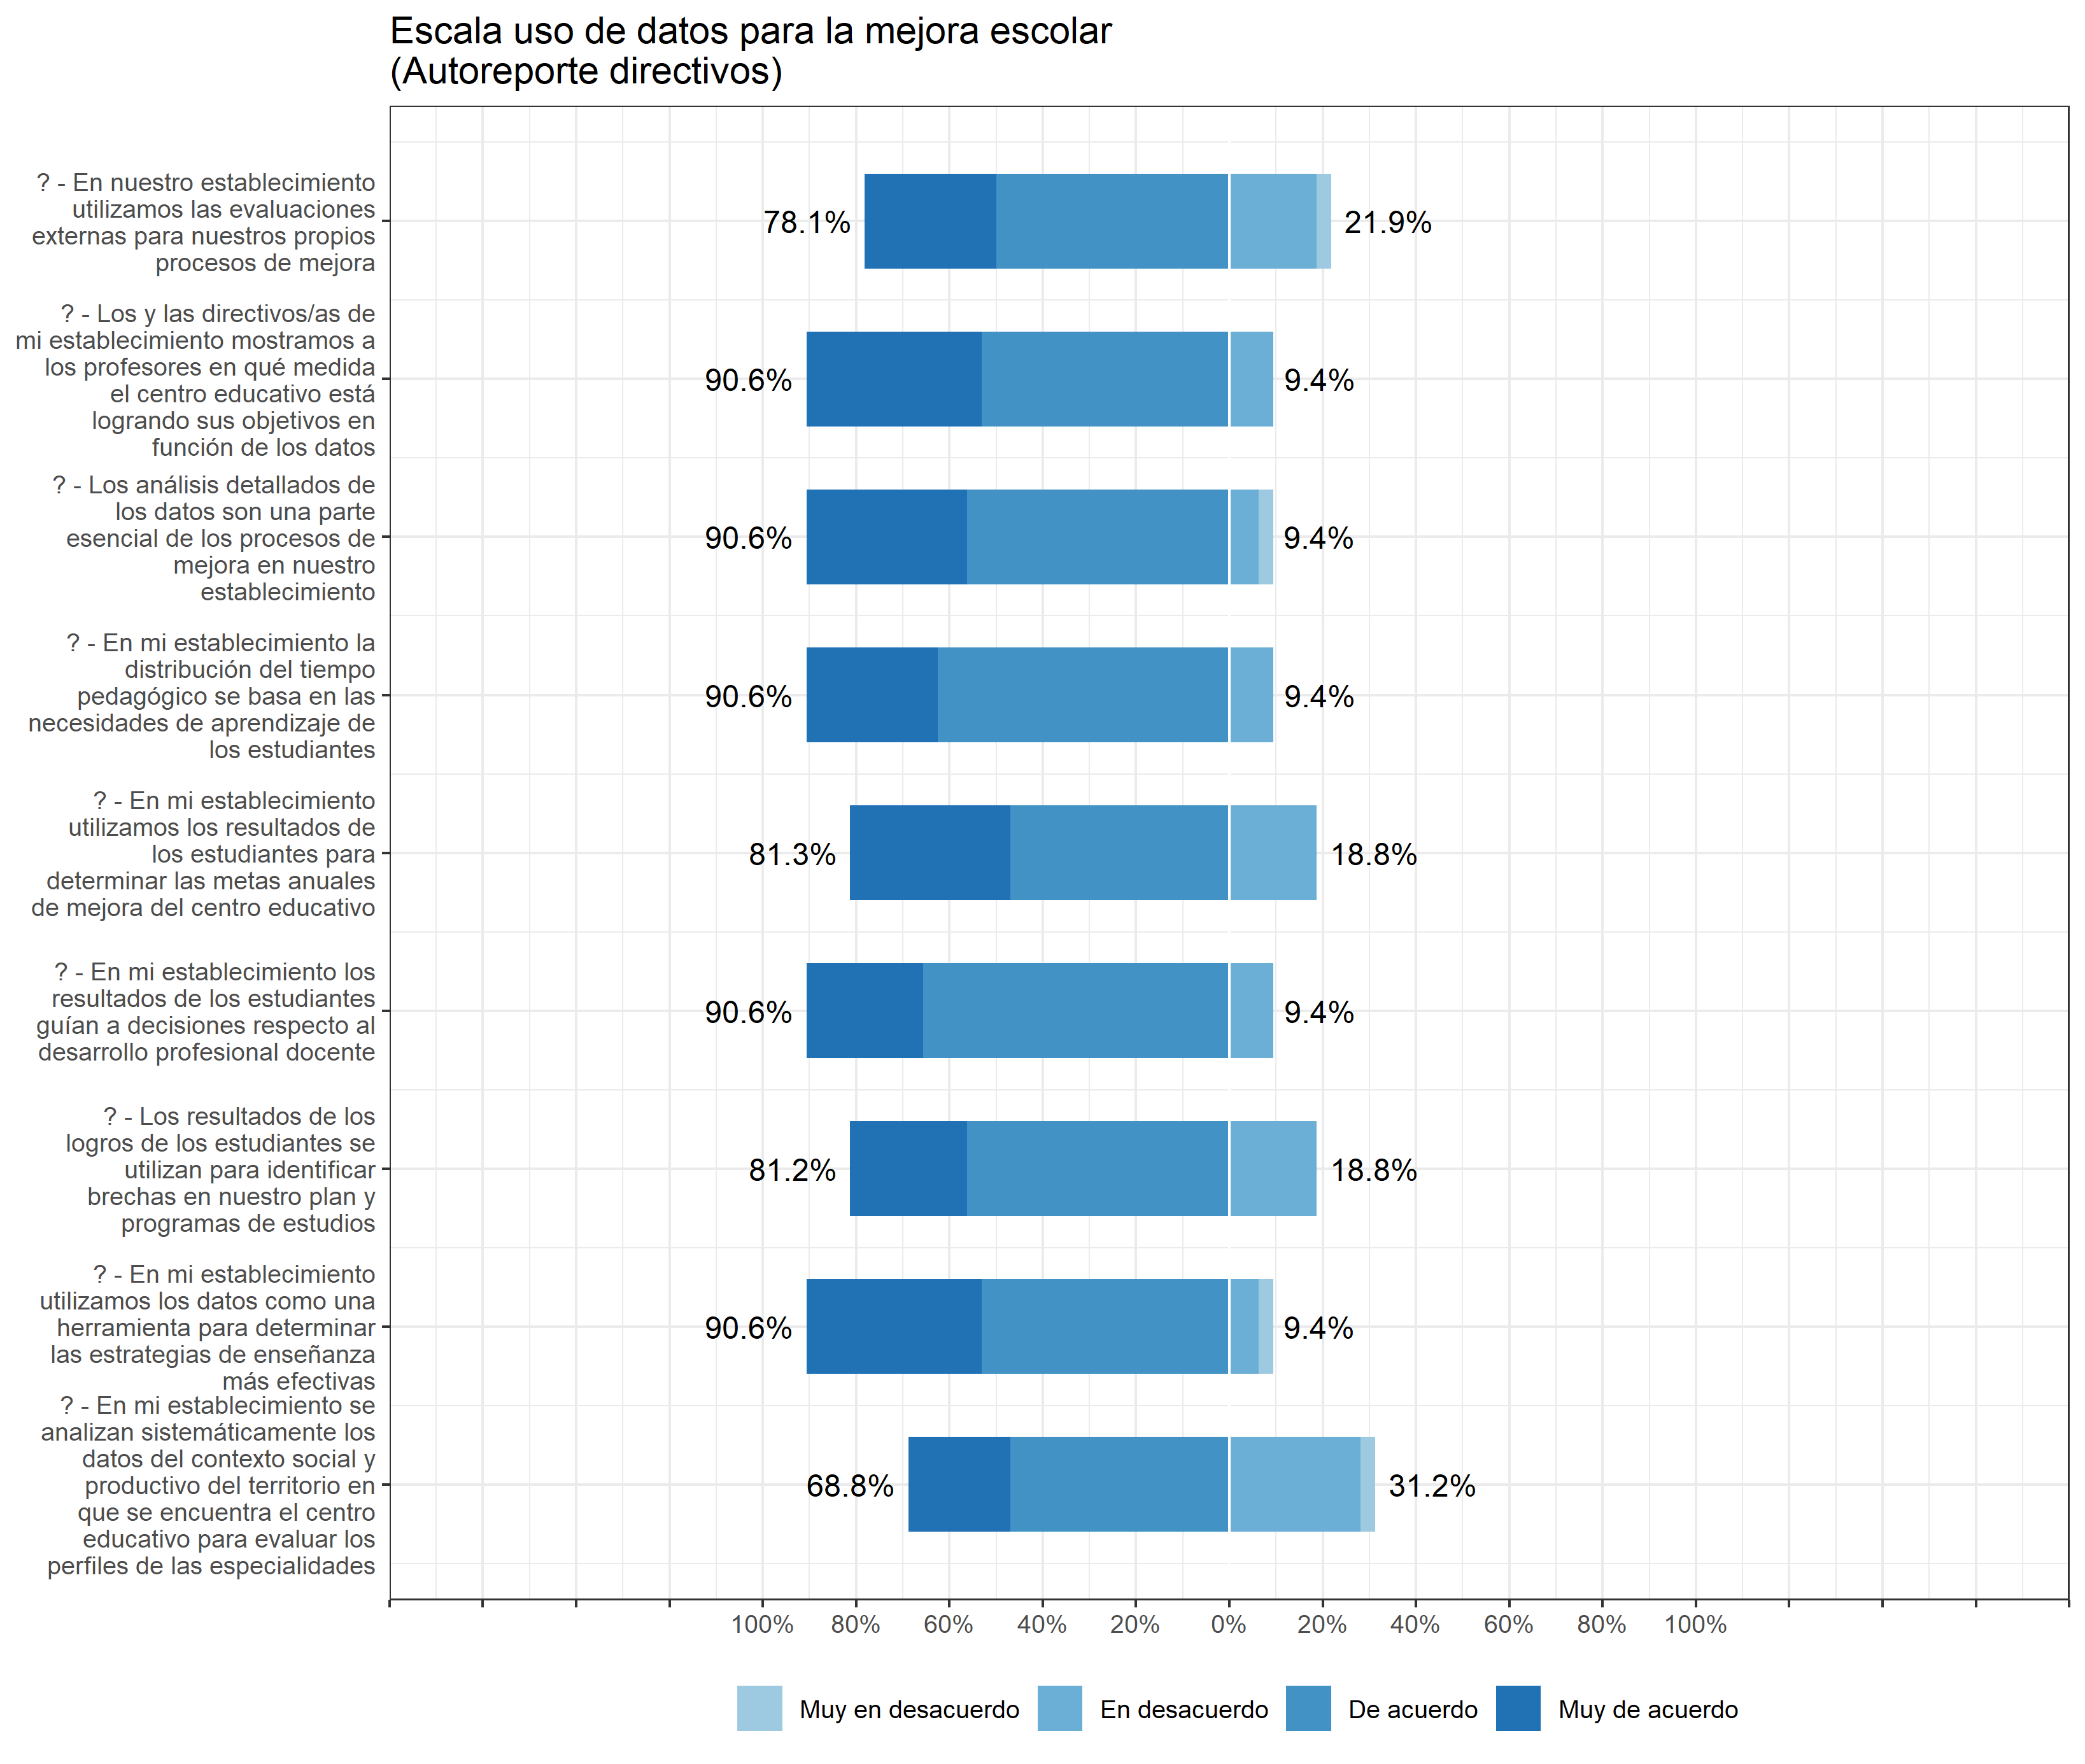 Escala uso de datos para la mejora escolar
(Autoreporte directivos)
? - En nuestro establecimiento
utilizamos las evaluaciones
externas para nuestros propios
procesos de mejora
78.1%
21.9%
? - Los y las directivos/as de
mi establecimiento mostramos a
los profesores en qué medida
el centro educativo está
logrando sus objetivos en
función de los datos
90.6%
9.4%
? - Los análisis detallados de
los datos son una parte
esencial de los procesos de
mejora en nuestro
establecimiento
90.6%
9.4%
? - En mi establecimiento la
distribución del tiempo
pedagógico se basa en las
necesidades de aprendizaje de
los estudiantes
90.6%
9.4%
? - En mi establecimiento
utilizamos los resultados de
los estudiantes para
determinar las metas anuales
de mejora del centro educativo
81.3%
18.8%
? - En mi establecimiento los
resultados de los estudiantes
guían a decisiones respecto al
desarrollo profesional docente
90.6%
9.4%
? - Los resultados de los
logros de los estudiantes se
utilizan para identificar
brechas en nuestro plan y
programas de estudios
81.2%
18.8%
? - En mi establecimiento
utilizamos los datos como una
herramienta para determinar
las estrategias de enseñanza
más efectivas
90.6%
9.4%
? - En mi establecimiento se
analizan sistemáticamente los
datos del contexto social y
productivo del territorio en
que se encuentra el centro
educativo para evaluar los
perfiles de las especialidades
68.8%
31.2%
100% 80% 60% 40% 20% 0% 20% 40% 60% 80% 100%
Muy en desacuerdo En desacuerdo De acuerdo Muy de acuerdo